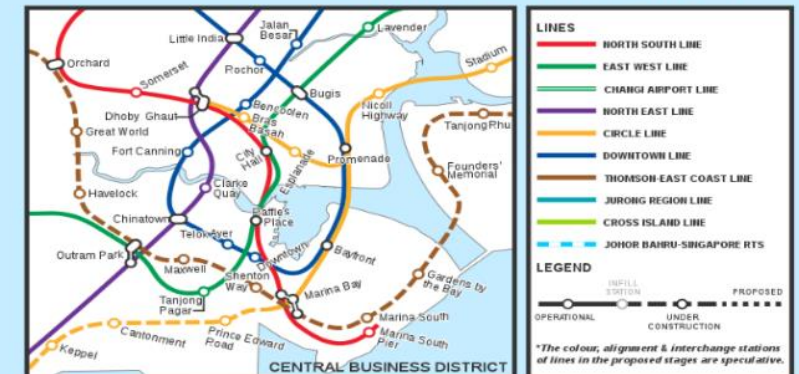 Jalan
Besar
Lavender
Little India
Stadium
Orchard
Rochor
Somerset
Bugis
Nicoll
Highway
Bencoolen
Bras
Basah
Dhoby Ghaut
Tanjong Rhu
Great World
Fort Canning
City
Hall
Esplanade
Promenade
Founders'
Memorial
Clarke
Quay
Havelock
Raffles
Place
Chinatown
Telok Ayer
Downtown
Bayfront
Outram Park
Maxwell
Shenton
Way
Gardens by
the Bay
Marina Bay
Tanjong
Pagar
Marina South
Prince Edward
Road
Marina South
Pier
Cantonment
Keppel
CENTRAL BUSINESS DISTRICT
LINES
NORTH SOUTH LINE
EAST WEST LINE
CHANGI AIRPORT LINE
NORTH EAST LINE
CIRCLE LINE
DOWNTOWN LINE
THOMSON-EAST COAST LINE
JURONG REGION LINE
CROSS ISLAND LINE
JOHOR BAHRU-SINGAPORE RTS
LEGEND
INFILL
STATION
PROPOSED
OPERATIONAL
UNDER
CONSTRUCTION
*The colour, alignment & interchange stations
of lines in the proposed stages are speculative.